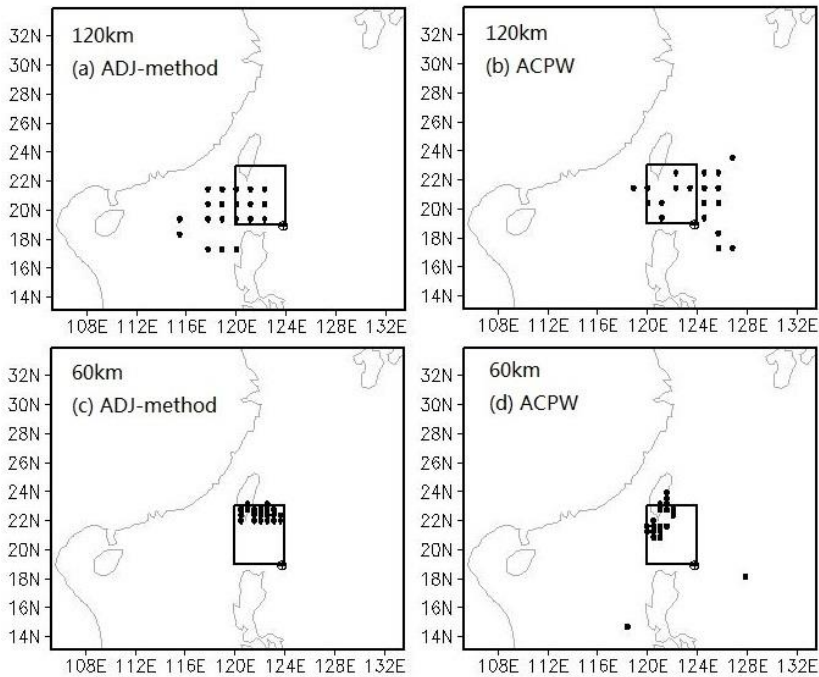 120km
(a) ADJ-method
32N
30N
28N
26N
24N
22N
20N
18N
16N
14N
108E 112E 116E 120E 124E 128E 132E
120km
(b) ACPW
32N
30N
28N
26N
24N
22N
20N
18N
16N
14N
108E 112E 116E 120E 124E 128E 132E
60km
(c) ADJ-method
32N
30N
28N
26N
24N
22N
20N
18N
16N
14N
108E 112E 116E 120E 124E 128E 132E
60km
(d) ACPW
32N
30N
28N
26N
24N
22N
20N
18N
16N
14N
108E 112E 116E 120E 124E 128E 132E